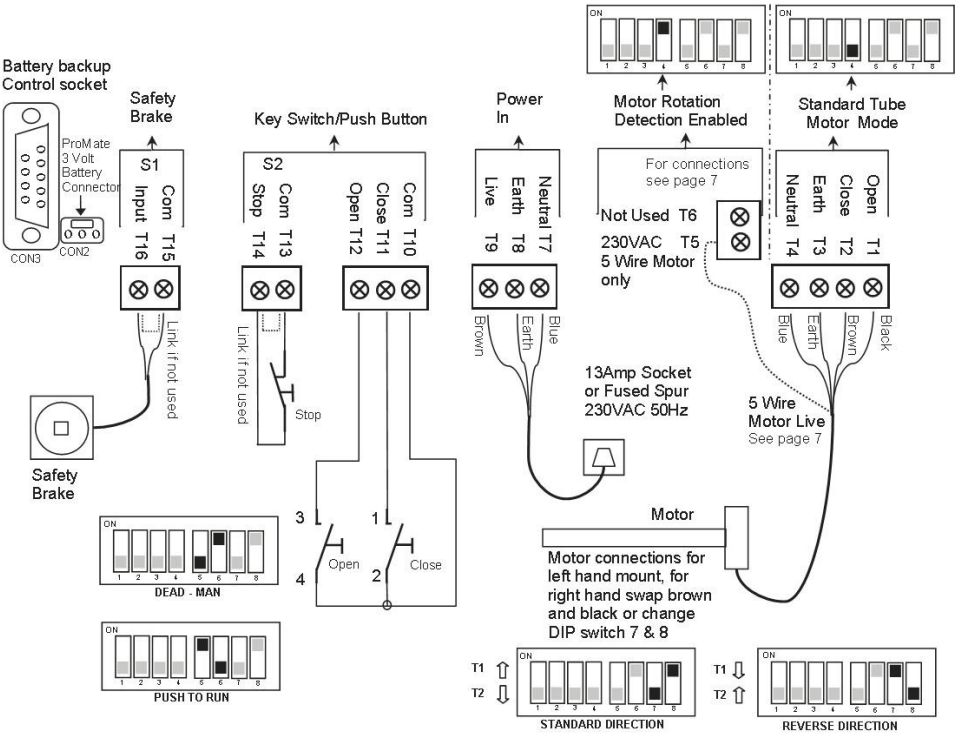 ON
1 2 3 4 5 6 7 8
ON
1 2 3 4 5 6 7 8
Battery backup
Control socket
CON3
ProMate
3 Volt
Battery
Connector
CON2
Safety
Brake
S1
Input T16
Com T15
Link if not used
Safety
Brake
Key Switch/Push Button
S2
Stop T14
Com T13
Open T12
Close T11
Com T10
Link if not used
Stop
3
4
Open
1
2
Close
Power
In
Live T9
Earth T8
Neutral T7
Brown
Earth
Blue
13Amp Socket
or Fused Spur
230VAC 50Hz
Motor Rotation
Detection Enabled
For connections
see page 7
Not Used T6
230VAC T5
5 Wire Motor
only
Standard Tube
Motor Mode
Neutral T4
Earth T3
Close T2
Open T1
Blue
Earth
Brown
Black
5 Wire
Motor Live
See page 7
Motor
Motor connections for
left hand mount, for
right hand swap brown
and black or change
DIP switch 7 & 8
ON
1 2 3 4 5 6 7 8
DEAD - MAN
ON
1 2 3 4 5 6 7 8
PUSH TO RUN
T1
T2
ON
1 2 3 4 5 6 7 8
STANDARD DIRECTION
T1
T2
ON
1 2 3 4 5 6 7 8
REVERSE DIRECTION